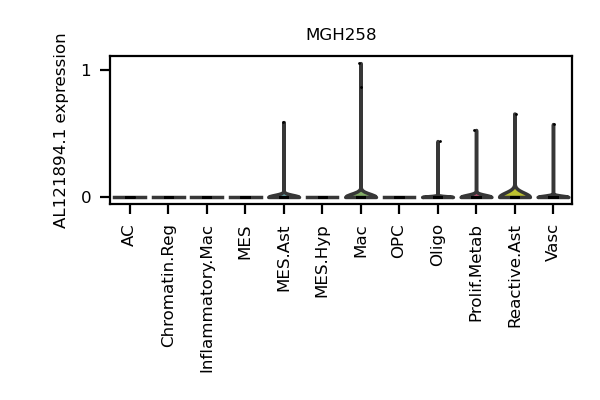 MGH258
AL121894.1 expression
1
0
AC
Chromatin.Reg
Inflammatory.Mac
MES
MES.Ast
MES.Hyp
Mac
OPC
Oligo
Prolif.Metab
Reactive.Ast
Vasc